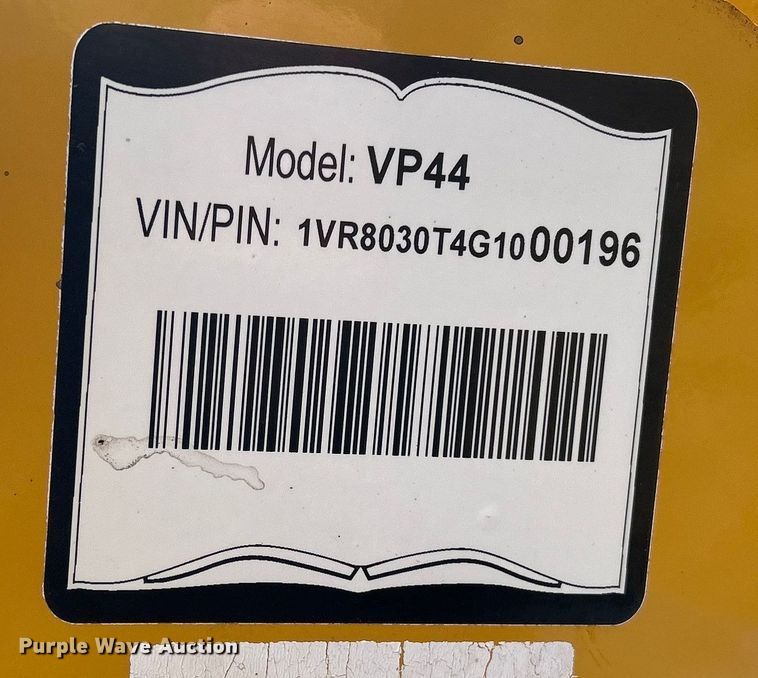 Model: VP44
VIN/PIN: 1VR8030T4G1000196
Purple Wave Auction